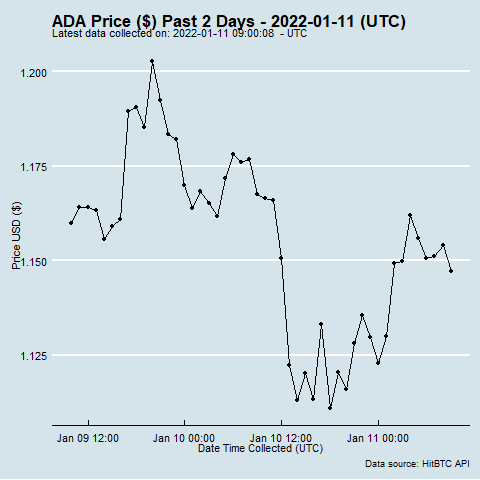 ADA Price ($) Past 2 Days - 2022-01-11 (UTC)
Latest data collected on: 2022-01-11 09:00:08 - UTC
1.200
1.175
1.150
1.125
Price USD ($)
Jan 09 12:00 Jan 10 00:00 Jan 10 12:00 Jan 11 00:00
Date Time Collected (UTC)
Data source: HitBTC API